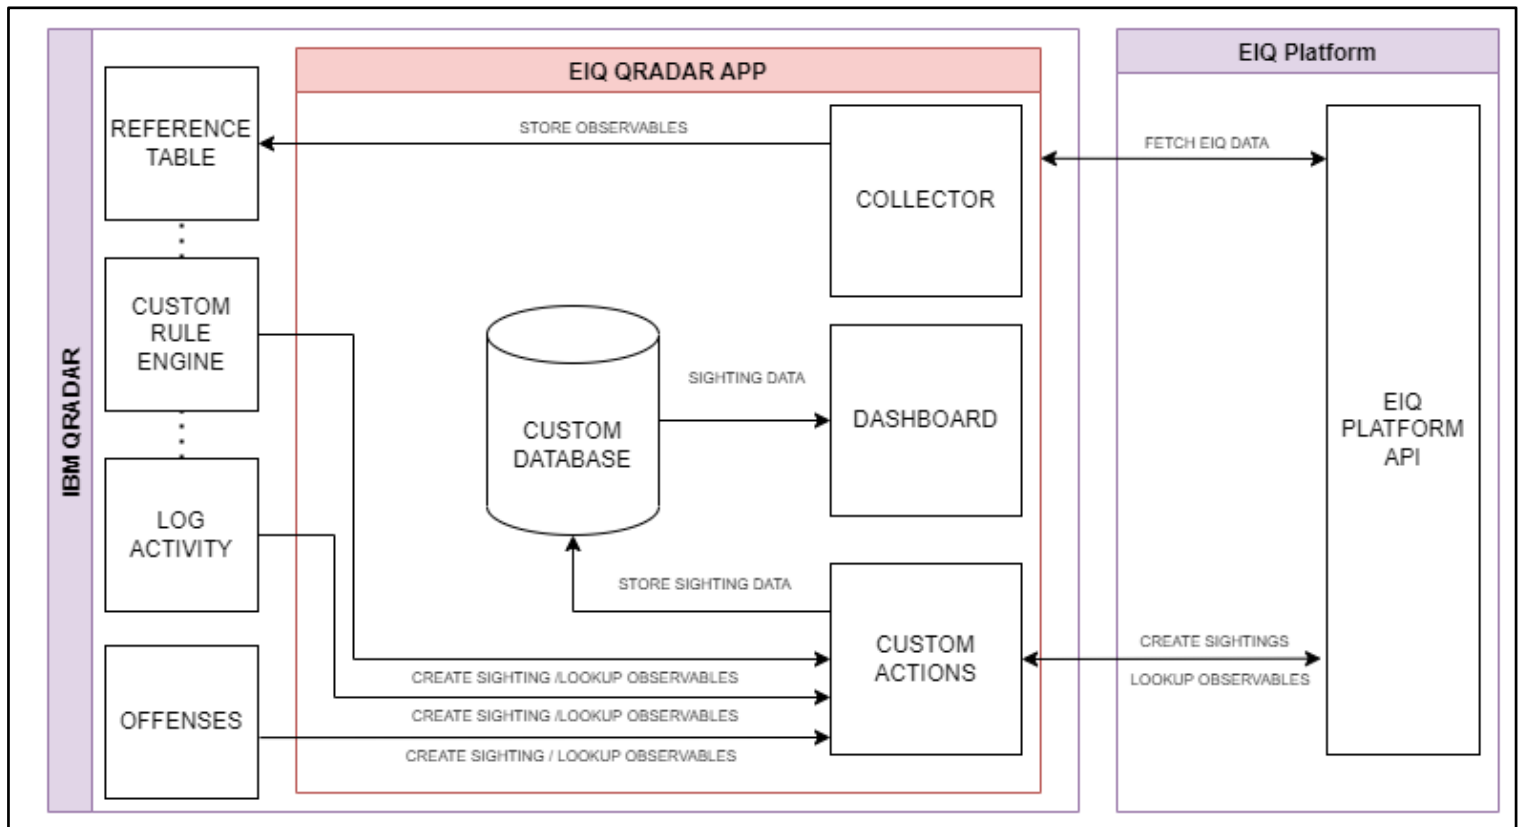 IBM QRADAR
EIQ QRADAR APP
EIQ Platform
REFERENCE
TABLE
STORE OBSERVABLES
COLLECTOR
FETCH EIQ DATA
CUSTOM
RULE
ENGINE
CUSTOM
DATABASE
SIGHTING DATA
DASHBOARD
EIQ
PLATFORM
API
LOG
ACTIVITY
STORE SIGHTING DATA
CUSTOM
ACTIONS
CREATE SIGHTINGS
LOOKUP OBSERVABLES
OFFENSES
CREATE SIGHTING /LOOKUP OBSERVABLES
CREATE SIGHTING /LOOKUP OBSERVABLES
CREATE SIGHTING / LOOKUP OBSERVABLES